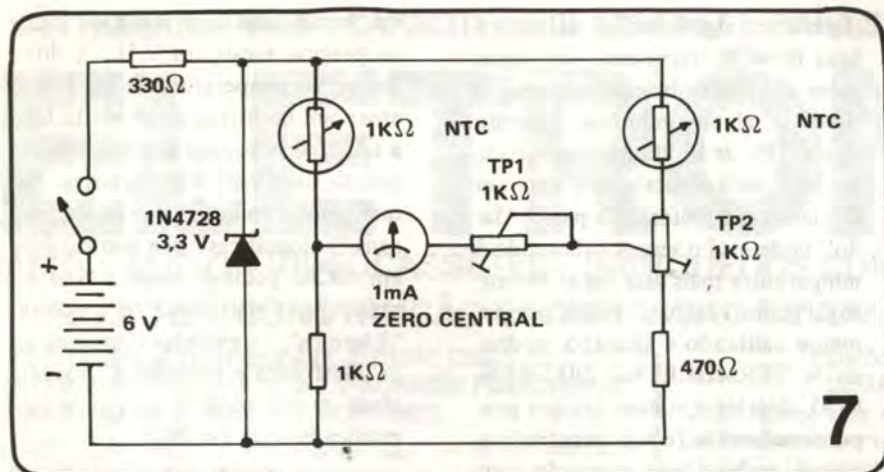 330Ω
1KΩ NTC
1KΩ NTC
TP1
1KΩ
1N4728
3,3 V
TP2
1KΩ
+
1mA
ZERO CENTRAL
6 V
1KΩ
470Ω
–
7